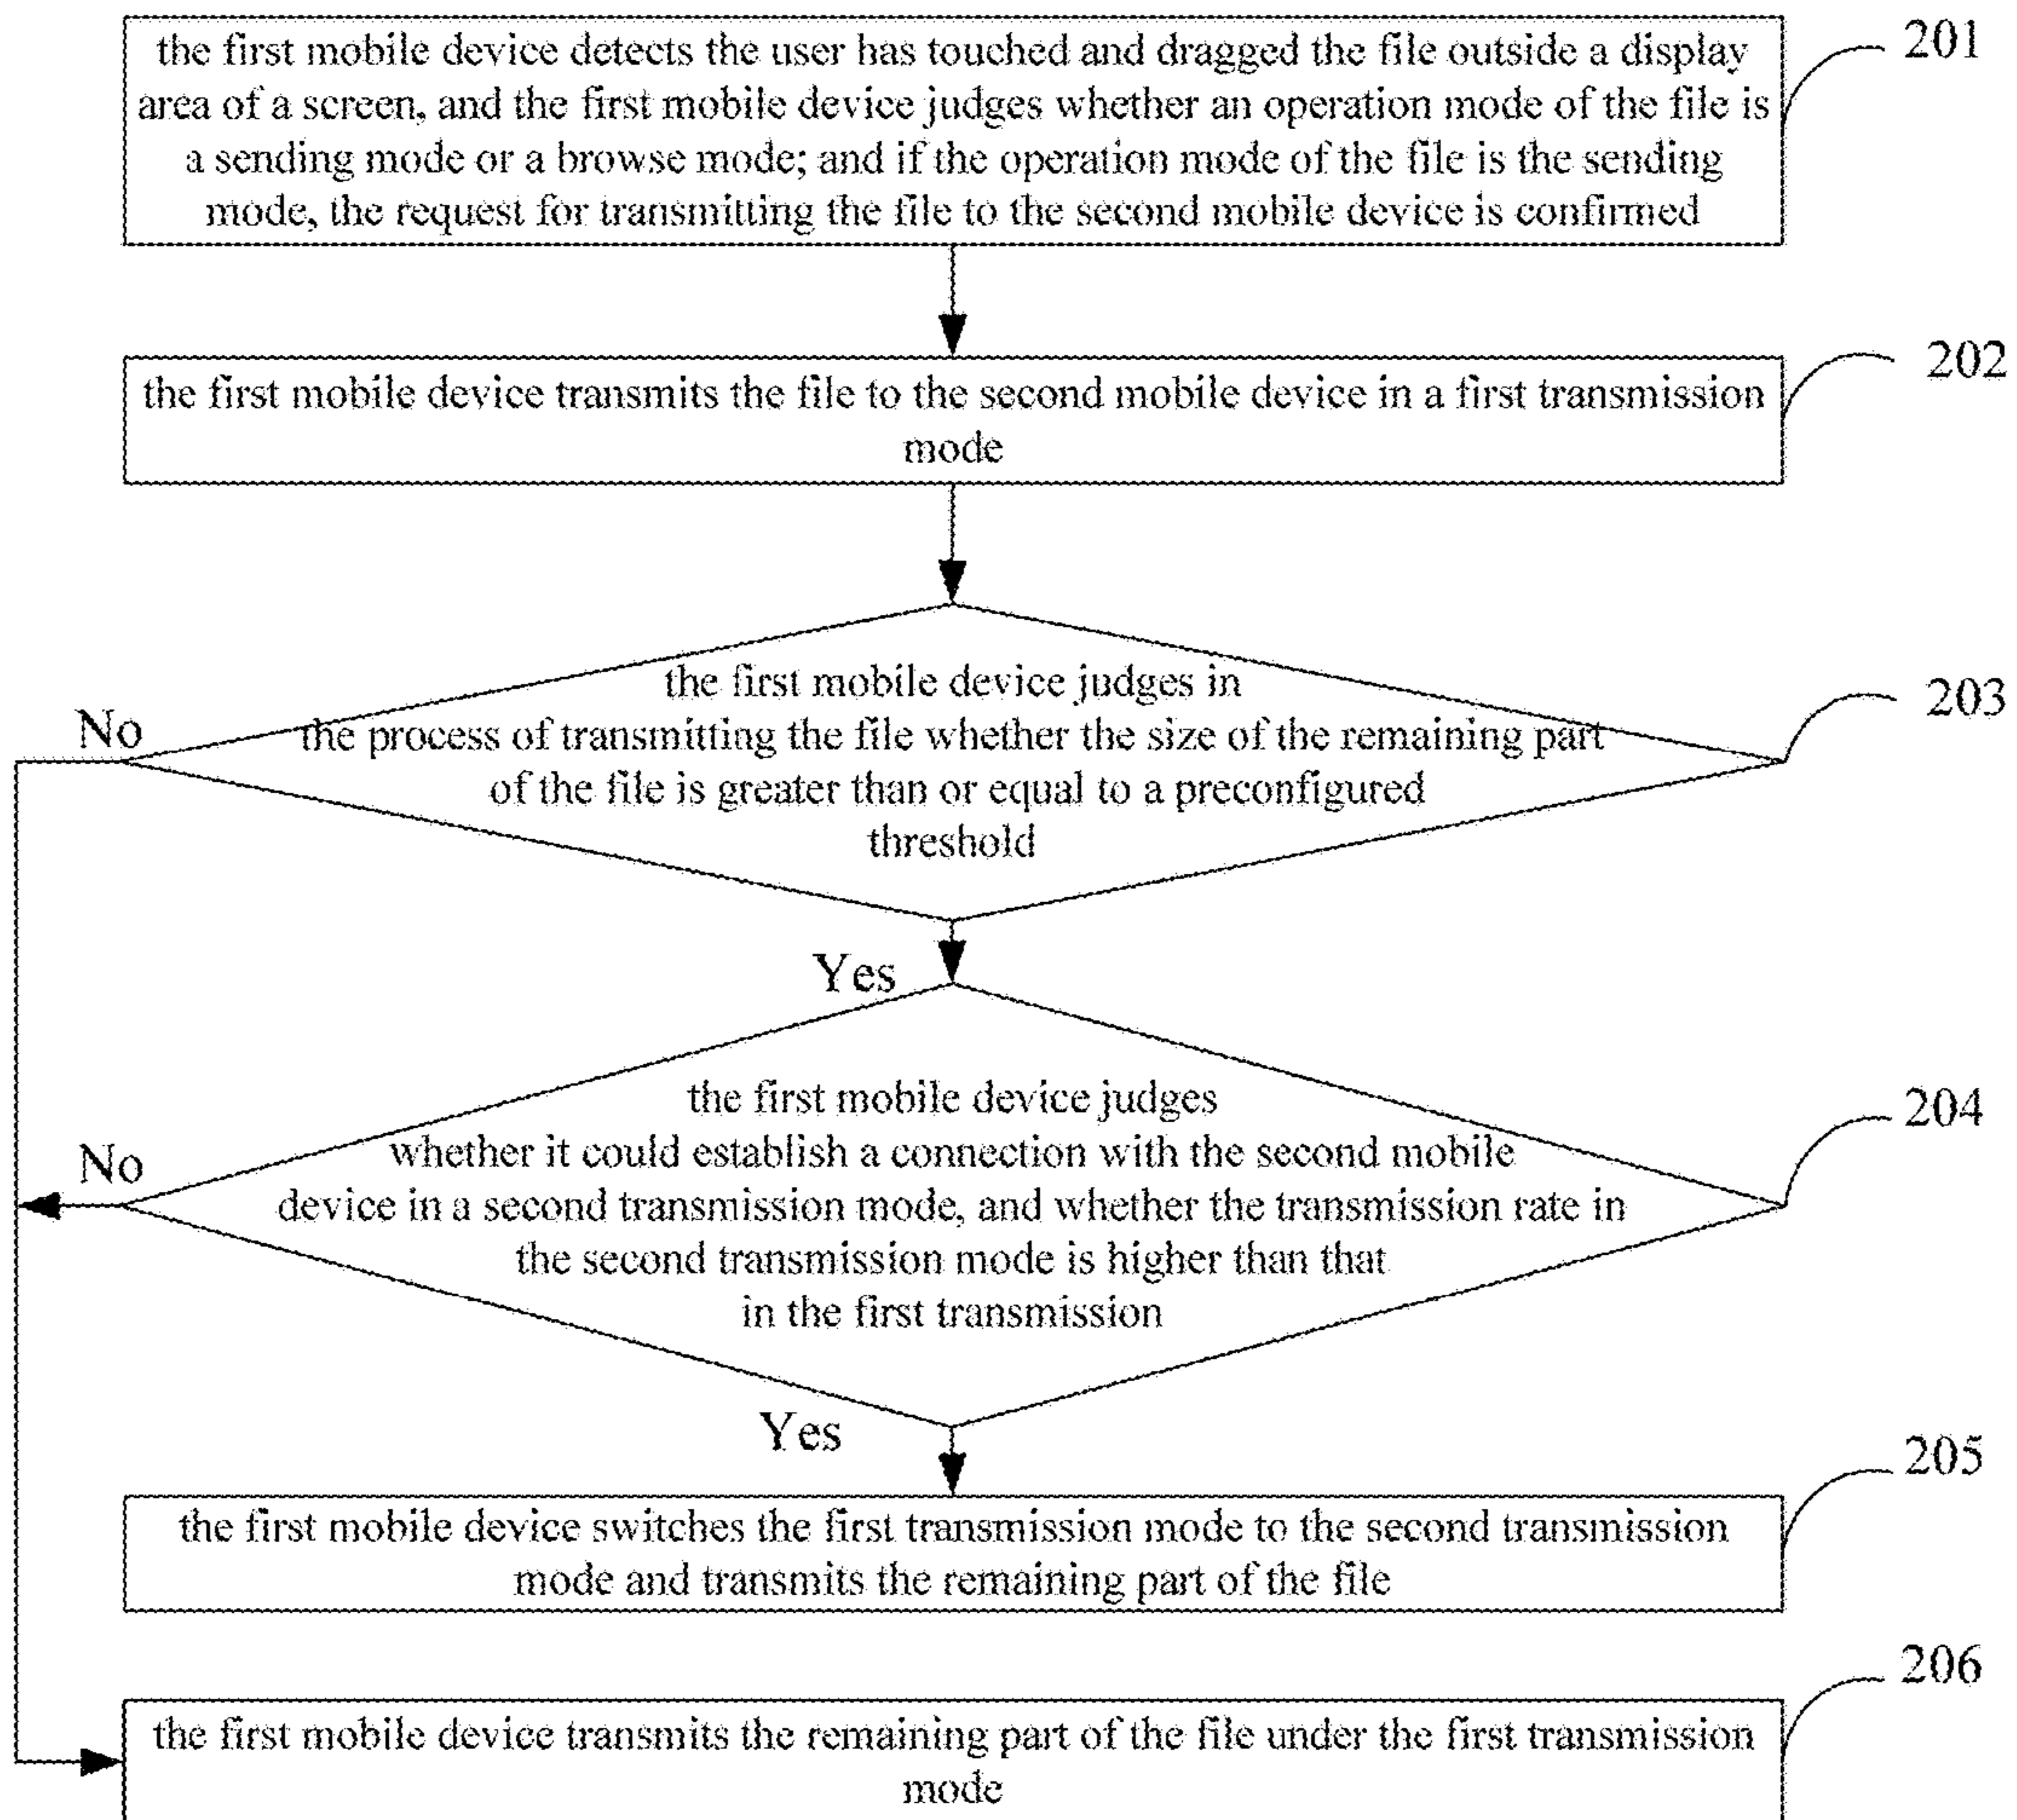 the first mobile device detects the user has touched and dragged the file outside a display
201
area of a screen, and the first mobile device judges whether an operation mode of the file is
a sending mode or a browse mode; and if the operation mode of the file is the sending
mode, the request for transmitting the file to the second mobile device is confirmed
202
the first mobile device transmits the file to the second mobile device in a first transmission
mode
203
the first mobile device judges in
No
the process of transmitting the file whether the size of the remaining part
of the file is greater than or equal to a preconfigured
threshold
Yes
204
the first mobile device judges
No
whether it could establish a connection with the second mobile
device in a second transmission mode, and whether the transmission rate in
the second transmission mode is higher than that
in the first transmission
Yes
205
the first mobile device switches the first transmission mode to the second transmission
mode and transmits the remaining part of the file
206
the first mobile device transmits the remaining part of the file under the first transmission
mode